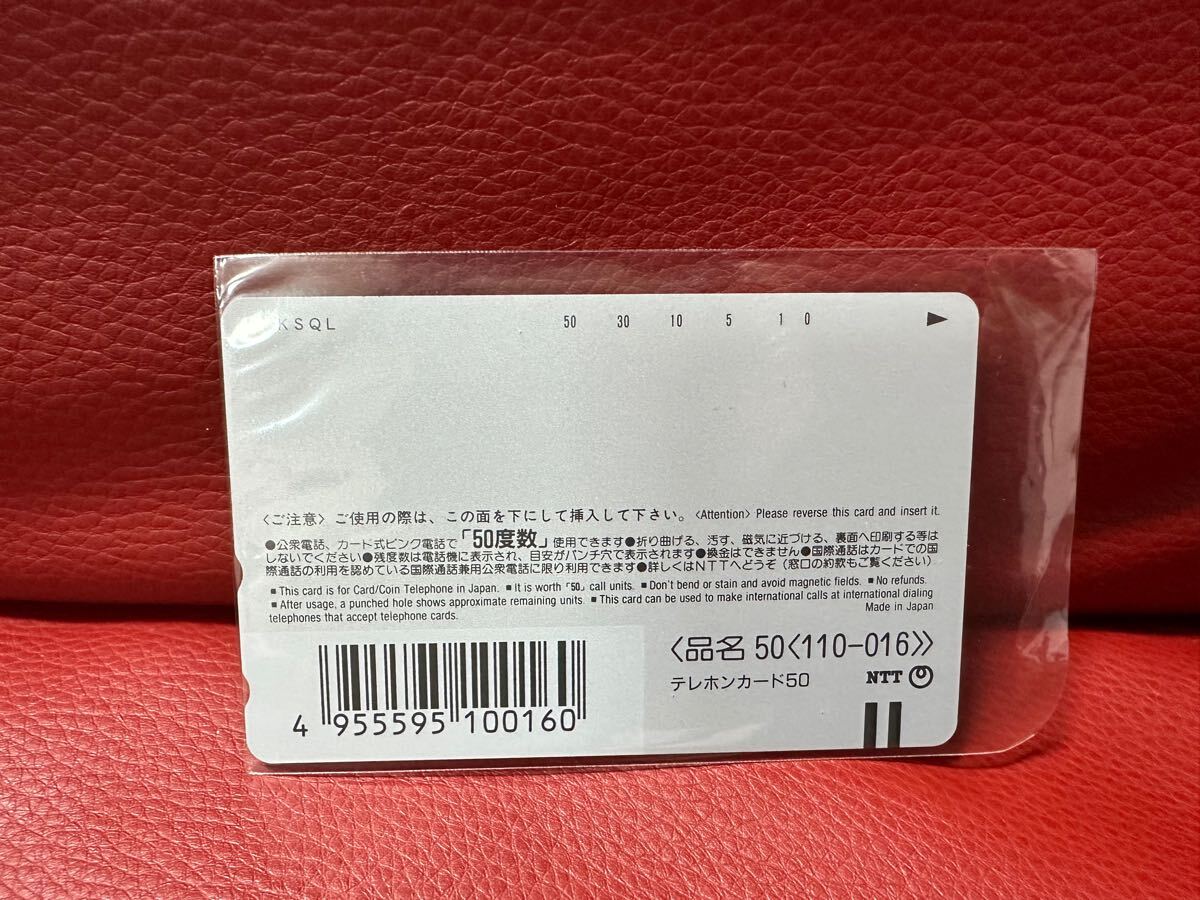 KSQL 50 30 10 5 1 0
〈ご注意〉ご使用の際は、この面を下にして挿入して下さい。〈Attention〉Please reverse this card and insert it.
●公衆電話、カード式ピンク電話で「50度数」使用できます●折り曲げる、汚す、磁気に近づける、裏面へ印刷する等は
しないでください●残度数は電話機に表示され、目安がパンチ穴で表示されます●換金はできません●国際通話はカードでの国
際通話の利用を認めている国際通話兼用公衆電話に限り利用できます●詳しくはNTTへどうぞ（窓口の約款もご覧ください）
■ This card is for Card/Coin Telephone in Japan. ■ It is worth「50」call units. ■ Don't bend or stain and avoid magnetic fields. ■ No refunds.
■ After usage, a punched hole shows approximate remaining units. ■ This card can be used to make international calls at international dialing
telephones that accept telephone cards. Made in Japan
〈品名 50〈110-016〉〉
テレホンカード50 NTT
4 955595 100160